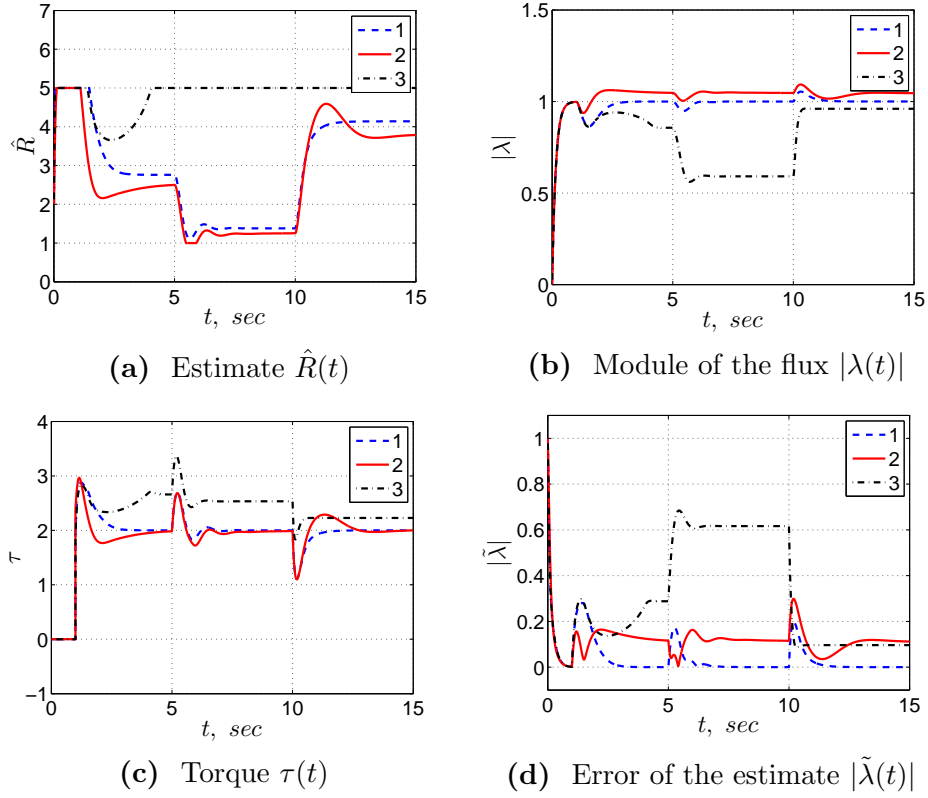 7
6
5
4
3
2
1
0
R̂
0 5 10 15
t, sec
1
2
3
(a) Estimate R̂(t)
1.5
1
0.5
0
|λ|
0 5 10 15
t, sec
1
2
3
(b) Module of the flux |λ(t)|
4
3
2
1
0
−1
τ
0 5 10 15
t, sec
1
2
3
(c) Torque τ(t)
1
0.8
0.6
0.4
0.2
0
|λ̃|
0 5 10 15
t, sec
1
2
3
(d) Error of the estimate |λ̃(t)|